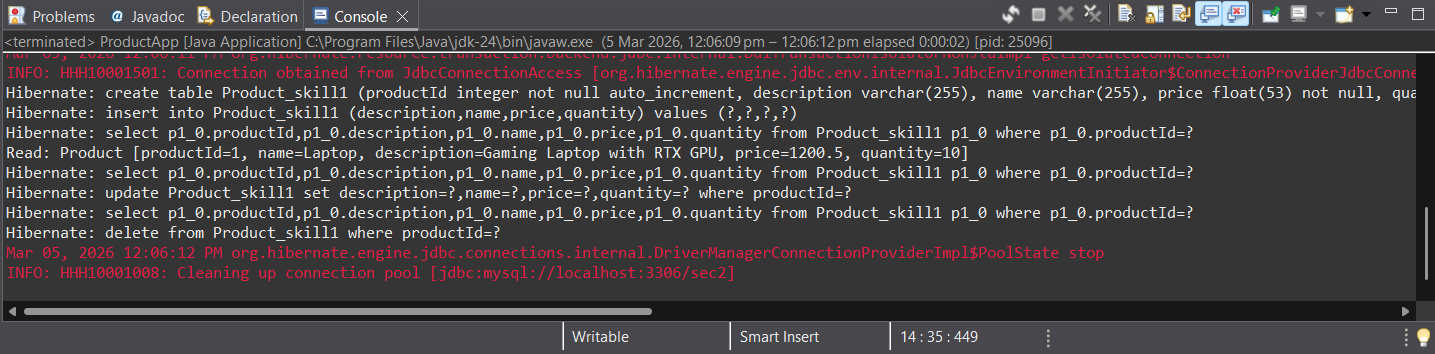 Problems @ Javadoc Declaration Console
<terminated> ProductApp [Java Application] C:\Program Files\Java\jdk-24\bin\javaw.exe (5 Mar 2026, 12:06:09 pm – 12:06:12 pm elapsed 0:00:02) [pid: 25096]
INFO: HHH10001501: Connection obtained from JdbcConnectionAccess [org.hibernate.engine.jdbc.env.internal.JdbcEnvironmentInitiator$ConnectionProviderJdbcConne
Hibernate: create table Product_skill1 (productId integer not null auto_increment, description varchar(255), name varchar(255), price float(53) not null, qua
Hibernate: insert into Product_skill1 (description,name,price,quantity) values (?,?,?,?)
Hibernate: select p1_0.productId,p1_0.description,p1_0.name,p1_0.price,p1_0.quantity from Product_skill1 p1_0 where p1_0.productId=?
Read: Product [productId=1, name=Laptop, description=Gaming Laptop with RTX GPU, price=1200.5, quantity=10]
Hibernate: select p1_0.productId,p1_0.description,p1_0.name,p1_0.price,p1_0.quantity from Product_skill1 p1_0 where p1_0.productId=?
Hibernate: update Product_skill1 set description=?,name=?,price=?,quantity=? where productId=?
Hibernate: select p1_0.productId,p1_0.description,p1_0.name,p1_0.price,p1_0.quantity from Product_skill1 p1_0 where p1_0.productId=?
Hibernate: delete from Product_skill1 where productId=?
Mar 05, 2026 12:06:12 PM org.hibernate.engine.jdbc.connections.internal.DriverManagerConnectionProviderImpl$PoolState stop
INFO: HHH10001008: Cleaning up connection pool [jdbc:mysql://localhost:3306/sec2]
Writable Smart Insert 14 : 35 : 449